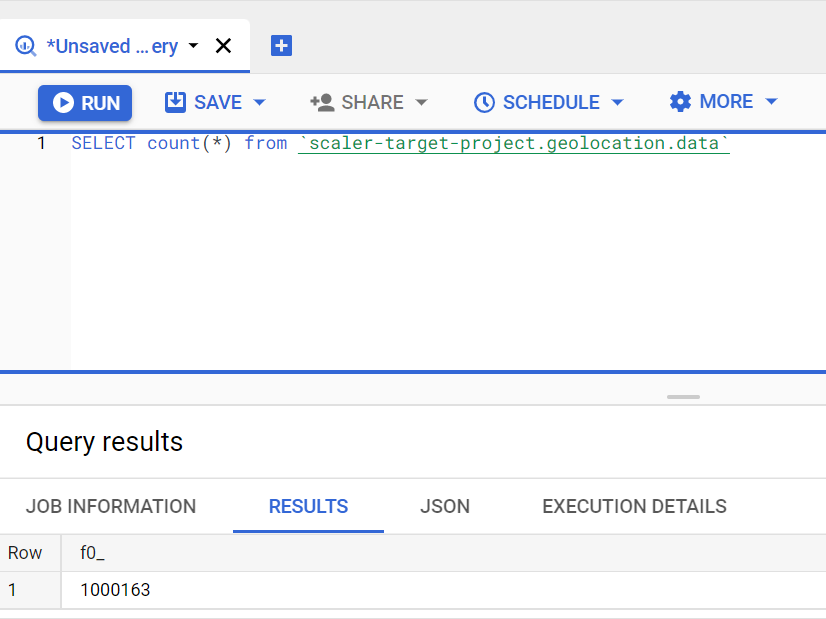 *Unsaved ...ery
RUN SAVE SHARE SCHEDULE MORE
1 SELECT count(*) from `scaler-target-project.geolocation.data`
Query results
JOB INFORMATION RESULTS JSON EXECUTION DETAILS
Row f0_
1 1000163